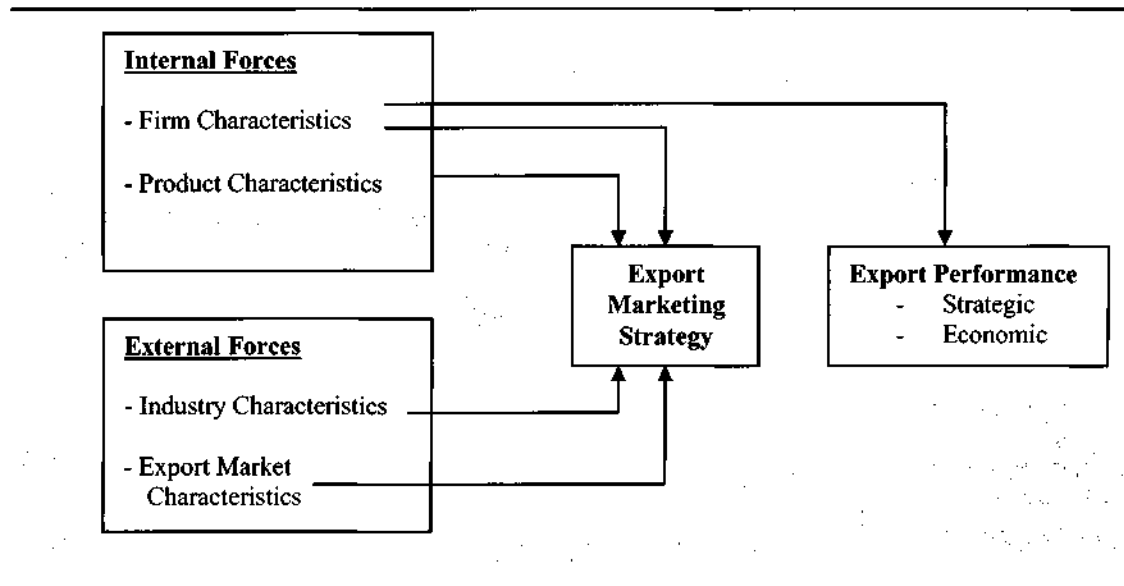 Internal Forces
- Firm Characteristics
- Product Characteristics
Export
Marketing
Strategy
Export Performance
- Strategic
- Economic
External Forces
- Industry Characteristics
- Export Market
Characteristics